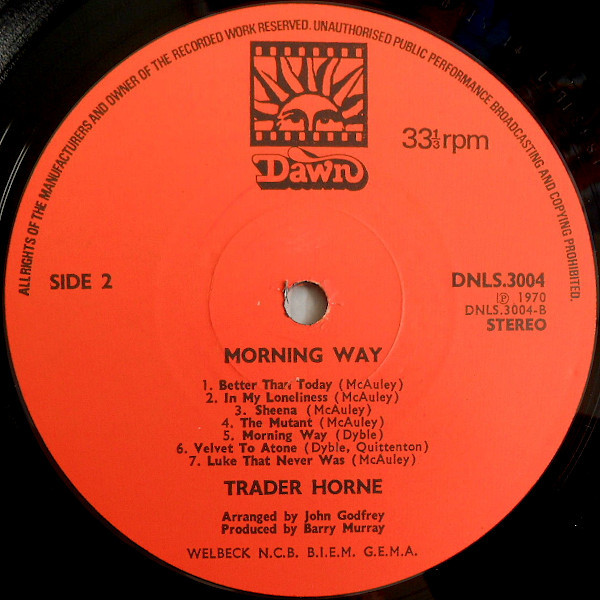 ALL RIGHTS OF THE MANUFACTURERS AND OWNER OF THE RECORDED WORK RESERVED. UNAUTHORISED PUBLIC PERFORMANCE BROADCASTING AND COPYING PROHIBITED.
Dawn
33⅓ rpm
SIDE 2
DNLS.3004
℗ 1970
DNLS.3004-B
STEREO
MORNING WAY
1. Better Than Today (McAuley)
2. In My Loneliness (McAuley)
3. Sheena (McAuley)
4. The Mutant (McAuley)
5. Morning Way (Dyble)
6. Velvet To Atone (Dyble, Quittenton)
7. Luke That Never Was (McAuley)
TRADER HORNE
Arranged by John Godfrey
Produced by Barry Murray
WELBECK N.C.B. B.I.E.M. G.E.M.A.